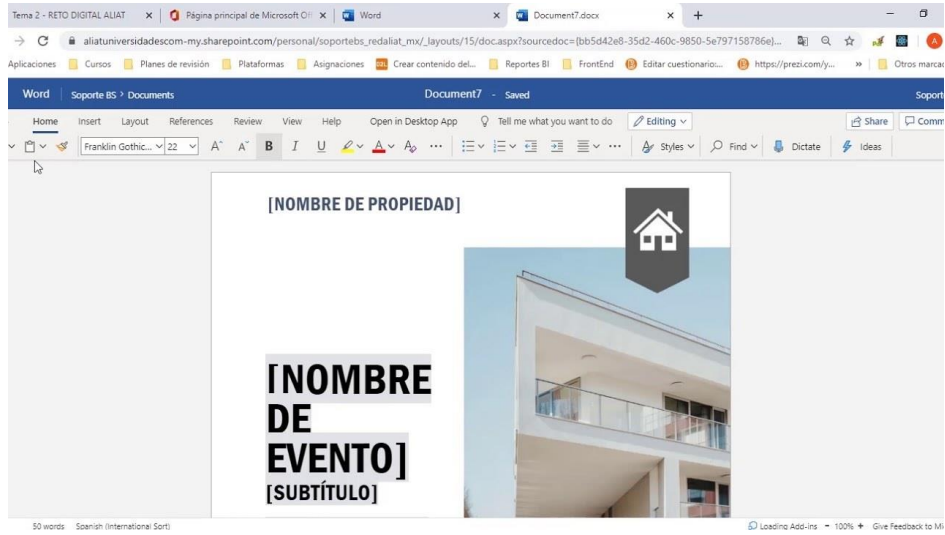 Tema 2 - RETO DIGITAL ALIAT
Página principal de Microsoft Off
Word
Document7.docx
aliatuniversidadescom-my.sharepoint.com/personal/soportebs_redaliat_mx/_layouts/15/doc.aspx?sourcedoc={bb5d42e8-35d2-460c-9850-5e797158786e}...
Aplicaciones Cursos Planes de revisión Plataformas Asignaciones Crear contenido del... Reportes BI FrontEnd Editar cuestionario:... https://prezi.com/y... » Otros marcad
Word Soporte BS > Documents Document7 - Saved Soporte
Home Insert Layout References Review View Help Open in Desktop App Tell me what you want to do Editing Share Comm
Franklin Gothic... 22 A A B I U A A ... Styles Find Dictate Ideas
[NOMBRE DE PROPIEDAD]
[NOMBRE
DE
EVENTO]
[SUBTÍTULO]
50 words Spanish (International Sort) Loading Add-Ins - 100% + Give Feedback to Mi